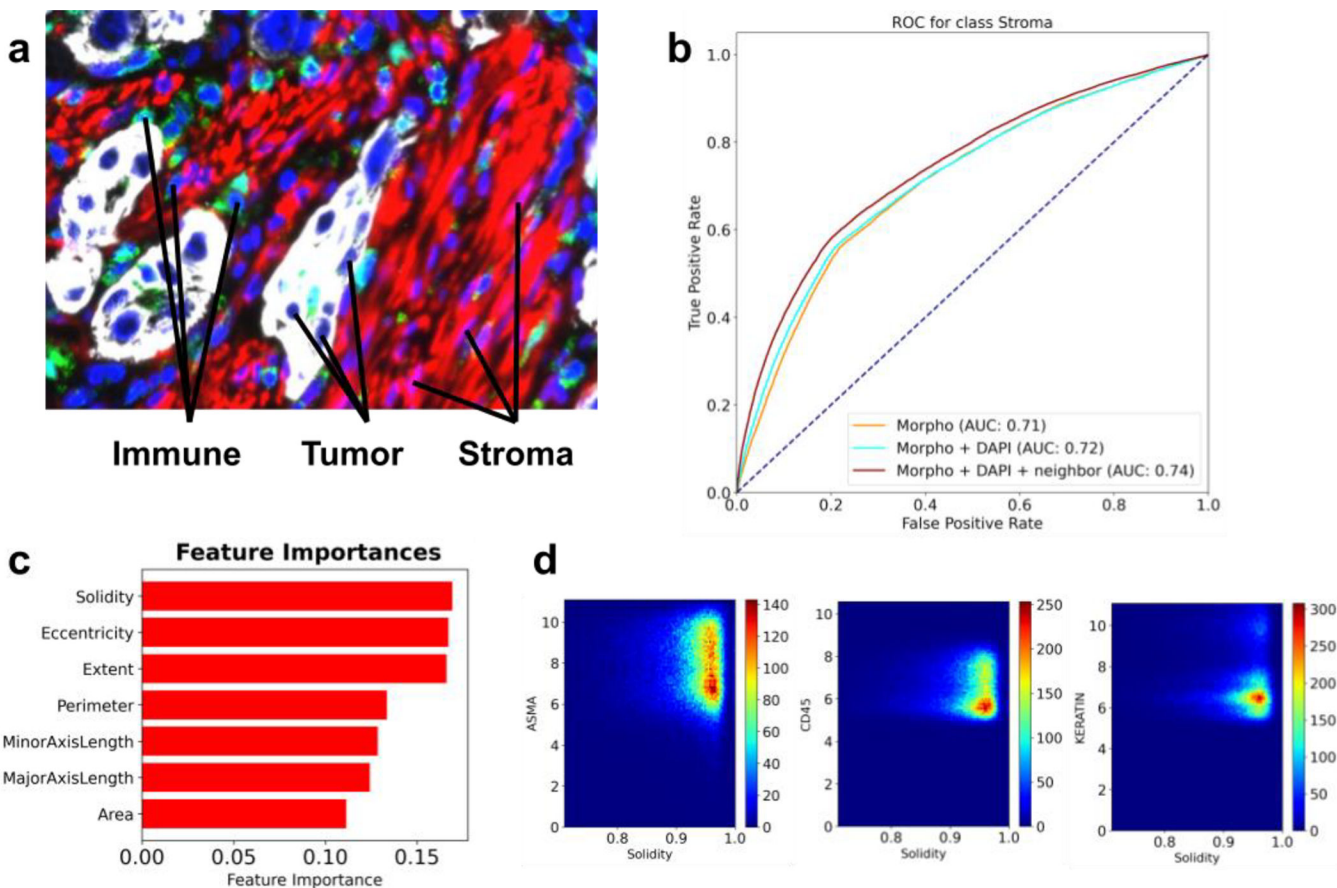 a
Immune Tumor Stroma
b
ROC for class Stroma
True Positive Rate
1.0
0.8
0.6
0.4
0.2
0.0
0.0 0.2 0.4 0.6 0.8 1.0
False Positive Rate
Morpho (AUC: 0.71)
Morpho + DAPI (AUC: 0.72)
Morpho + DAPI + neighbor (AUC: 0.74)
c
Feature Importances
Solidity
Eccentricity
Extent
Perimeter
MinorAxisLength
MajorAxisLength
Area
0.00 0.05 0.10 0.15
Feature Importance
d
ASMA
10
8
6
4
2
0
0.8 0.9 1.0
Solidity
140
120
100
80
60
40
20
0
CD45
10
8
6
4
2
0
0.8 0.9 1.0
Solidity
250
200
150
100
50
0
KERATIN
10
8
6
4
2
0
0.8 0.9 1.0
Solidity
300
250
200
150
100
50
0